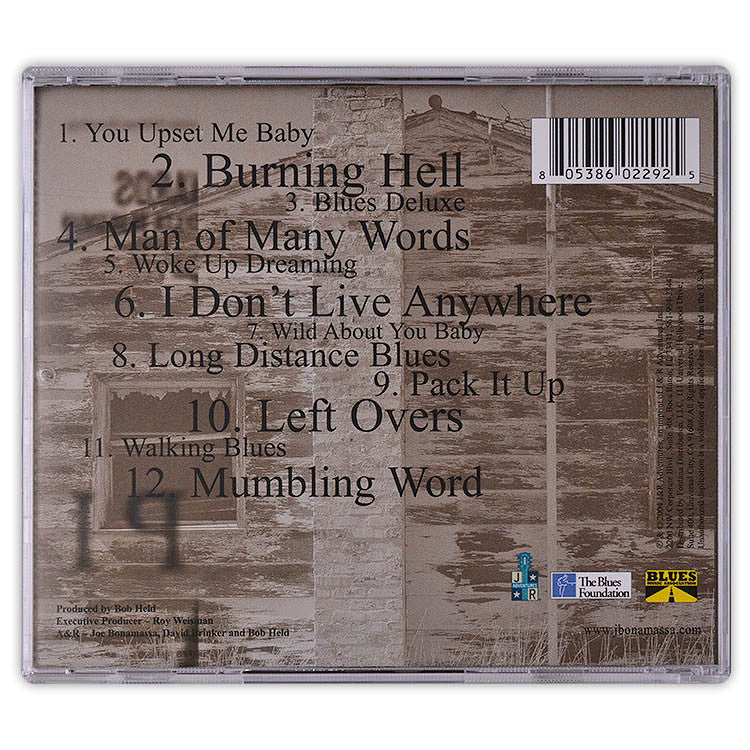 1. You Upset Me Baby
2. Burning Hell
3. Blues Deluxe
4. Man of Many Words
5. Woke Up Dreaming
6. I Don't Live Anywhere
7. Wild About You Baby
8. Long Distance Blues
9. Pack It Up
10. Left Overs
11. Walking Blues
12. Mumbling Word
8 05386 02292 5
Produced by Bob Held
Executive Producer – Roy Weisman
A&R – Joe Bonamassa, David Brinker and Bob Held
J
ADVENTURES
R
The Blues
Foundation
BLUES
MUSIC ASSOCIATION
www.jbonamassa.com